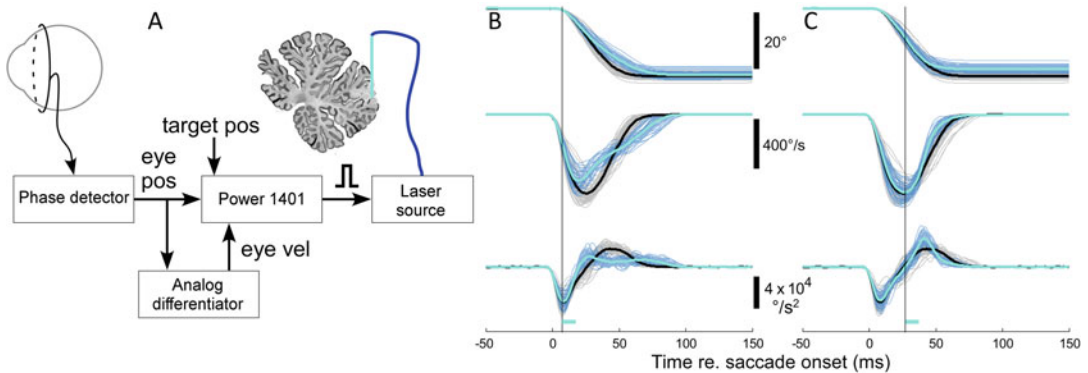 A
target pos
eye
pos
Phase detector
Power 1401
Laser
source
eye vel
Analog
differentiator
B
20°
400°/s
4 x 10⁴
°/s²
-50
0
50
100
150
C
-50
0
50
100
150
Time re. saccade onset (ms)